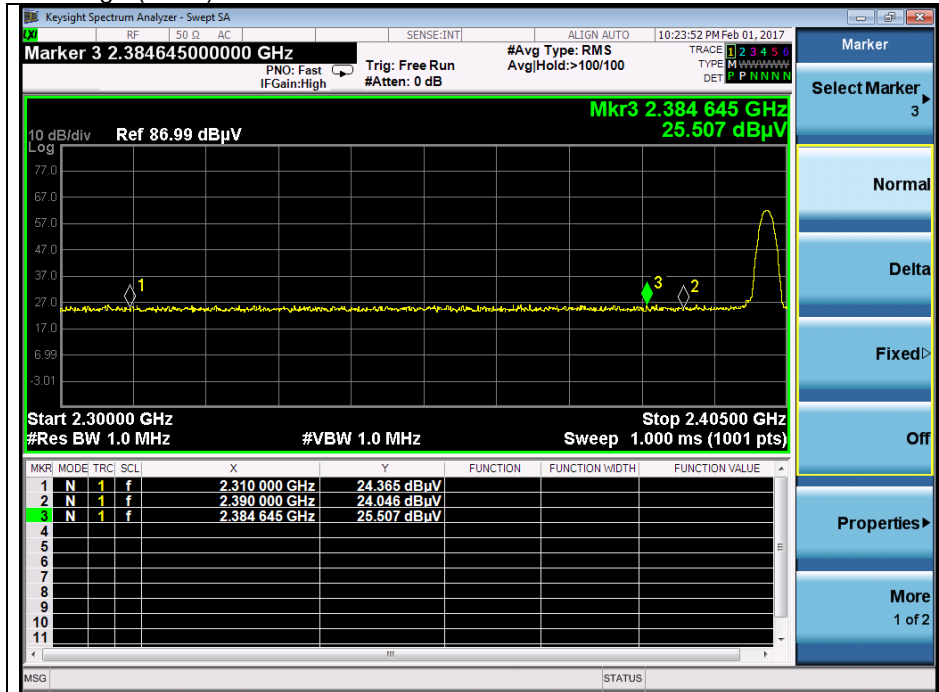 Keysight Spectrum Analyzer - Swept SA
LXI RF 50 Ω AC SENSE:INT ALIGN AUTO 10:23:52 PM Feb 01, 2017
Marker 3 2.384645000000 GHz
PNO: Fast
IFGain:High
Trig: Free Run
#Atten: 0 dB
#Avg Type: RMS
Avg|Hold:>100/100
TRACE 1 2 3 4 5 6
TYPE M W W W W W
DET P P N N N N
Marker
Select Marker
3
Normal
Delta
Fixed
Off
Properties
More
1 of 2
Mkr3 2.384 645 GHz
25.507 dBµV
10 dB/div Ref 86.99 dBµV
Log
77.0
67.0
57.0
47.0
37.0
27.0
17.0
6.99
-3.01
1
3
2
Start 2.30000 GHz Stop 2.40500 GHz
#Res BW 1.0 MHz #VBW 1.0 MHz Sweep 1.000 ms (1001 pts)
MKR MODE TRC SCL X Y FUNCTION FUNCTION WIDTH FUNCTION VALUE
1 N 1 f 2.310 000 GHz 24.365 dBµV
2 N 1 f 2.390 000 GHz 24.046 dBµV
3 N 1 f 2.384 645 GHz 25.507 dBµV
4
5
6
7
8
9
10
11
MSG STATUS